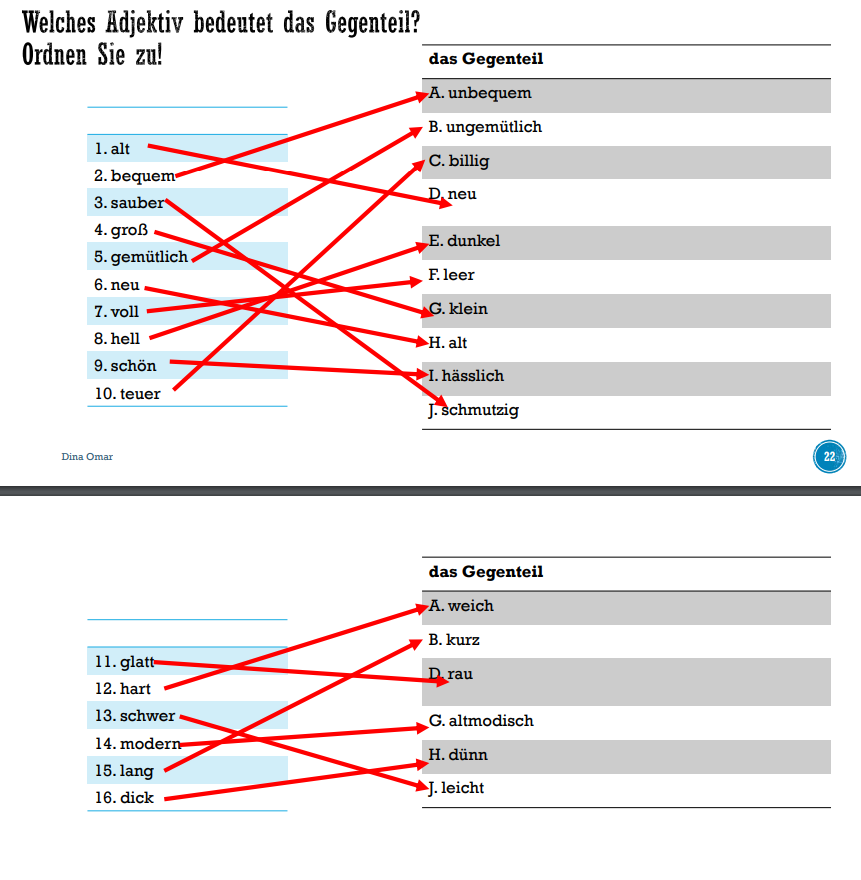 Welches Adjektiv bedeutet das Gegenteil?
Ordnen Sie zu!
das Gegenteil
1. alt
2. bequem
3. sauber
4. groß
5. gemütlich
6. neu
7. voll
8. hell
9. schön
10. teuer
A. unbequem
B. ungemütlich
C. billig
D. neu
E. dunkel
F. leer
G. klein
H. alt
I. hässlich
J. schmutzig
Dina Omar
22
das Gegenteil
11. glatt
12. hart
13. schwer
14. modern
15. lang
16. dick
A. weich
B. kurz
D. rau
G. altmodisch
H. dünn
J. leicht